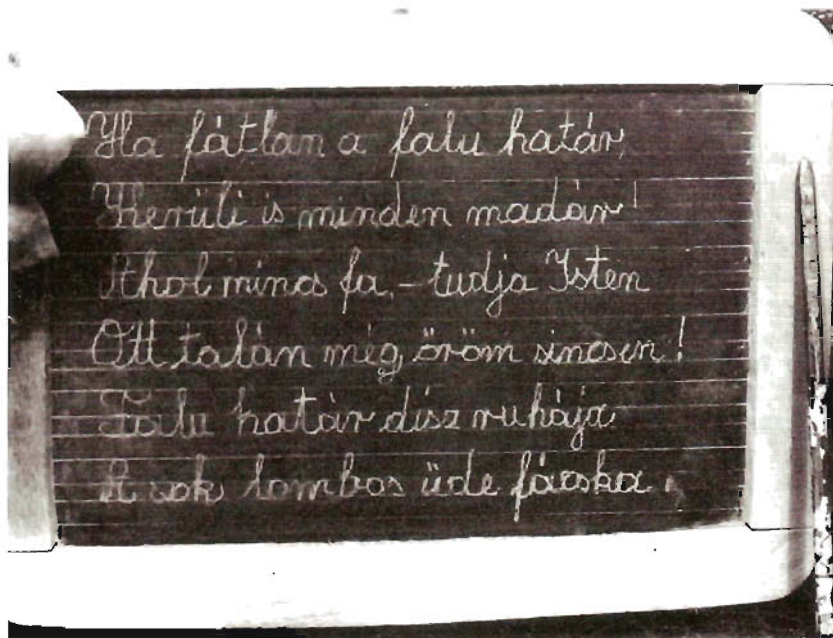 Ha fátlan a falu határ,
Kerüli is minden madár!
Ahol nincs fa, – tudja Isten
Ott talán még öröm sincsen!
Falu határ dísz ruhája
A sok lombos üde fácska.